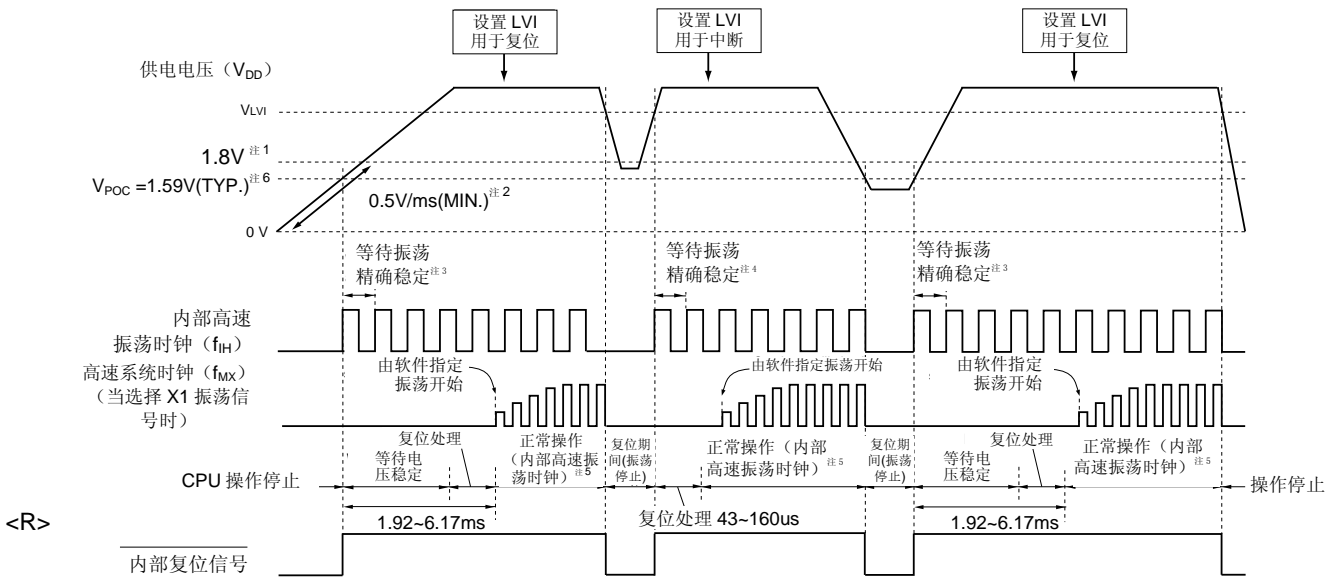 设置 LVI
用于复位
设置 LVI
用于中断
设置 LVI
用于复位
供电电压（VDD）
VLVI
1.8V 注1
VPOC =1.59V(TYP.)注6
0.5V/ms(MIN.)注2
0 V
等待振荡
精确稳定注3
等待振荡
精确稳定注4
等待振荡
精确稳定注3
内部高速
振荡时钟（fIH）
高速系统时钟（fMX）
（当选择 X1 振荡信
号时）
由软件指定
振荡开始
由软件指定振荡开始
由软件指定
振荡开始
CPU 操作停止
复位处理
等待电
压稳定
正常操作
（内部高速振
荡时钟）注5
复位期
间(振荡
停止)
正常操作（内部
高速振荡时钟）注5
复位期
间(振荡
停止)
复位处理
等待电
压稳定
正常操作（内部
高速振荡时钟）注5
操作停止
<R>
1.92~6.17ms
复位处理 43~160us
1.92~6.17ms
内部复位信号